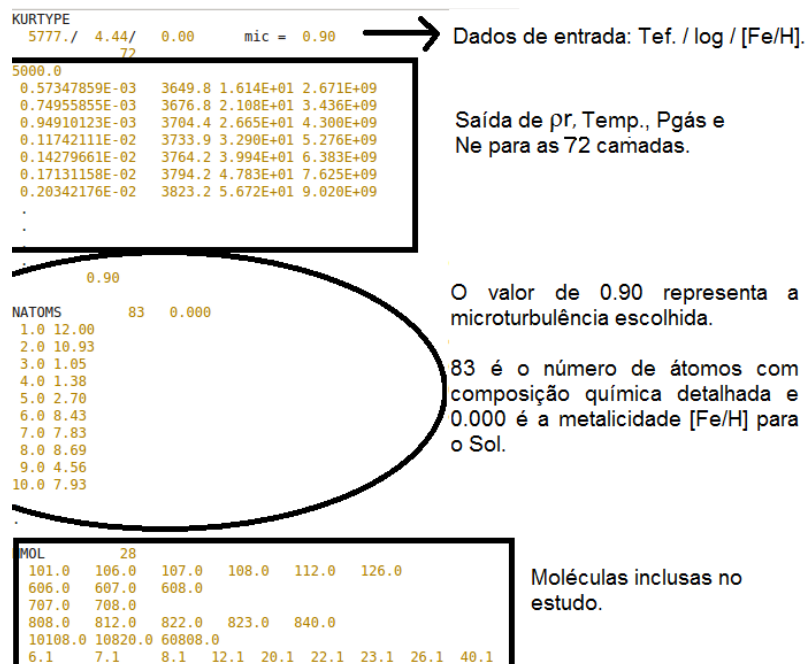 KURTYPE
5777./ 4.44/ 0.00 mic = 0.90
Dados de entrada: Tef. / log / [Fe/H].
72
5000.0
0.57347859E-03 3649.8 1.614E+01 2.671E+09
0.74955855E-03 3676.8 2.108E+01 3.436E+09
0.94910123E-03 3704.4 2.665E+01 4.300E+09
0.11742111E-02 3733.9 3.290E+01 5.276E+09
0.14279661E-02 3764.2 3.994E+01 6.383E+09
0.17131158E-02 3794.2 4.783E+01 7.625E+09
0.20342176E-02 3823.2 5.672E+01 9.020E+09
.
.
.
.
Saída de ρr, Temp., Pgás e
Ne para as 72 camadas.
0.90
NATOMS 83 0.000
1.0 12.00
2.0 10.93
3.0 1.05
4.0 1.38
5.0 2.70
6.0 8.43
7.0 7.83
8.0 8.69
9.0 4.56
10.0 7.93
.
O valor de 0.90 representa a
microturbulência escolhida.
83 é o número de átomos com
composição química detalhada e
0.000 é a metalicidade [Fe/H] para
o Sol.
NMOL 28
101.0 106.0 107.0 108.0 112.0 126.0
606.0 607.0 608.0
707.0 708.0
808.0 812.0 822.0 823.0 840.0
10108.0 10820.0 60808.0
6.1 7.1 8.1 12.1 20.1 22.1 23.1 26.1 40.1
Moléculas inclusas no
estudo.